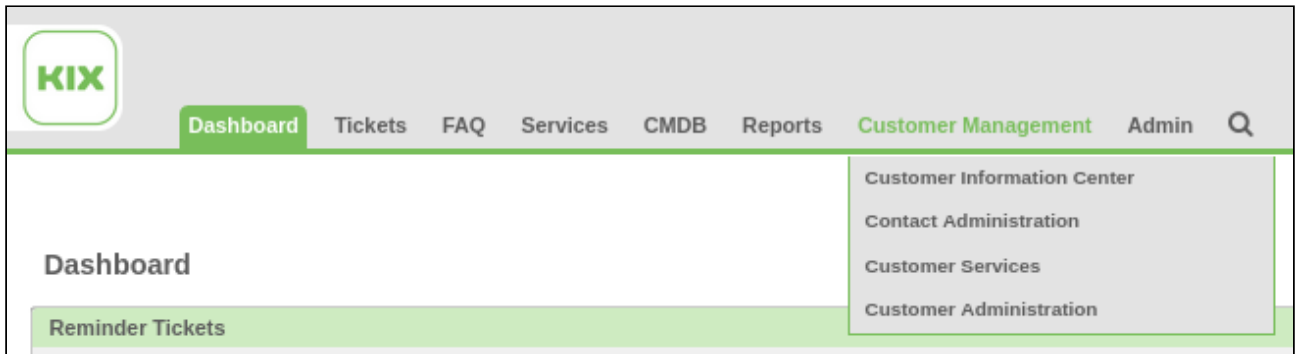 KIX
Dashboard Tickets FAQ Services CMDB Reports Customer Management Admin
Customer Information Center
Contact Administration
Customer Services
Customer Administration
Dashboard
Reminder Tickets